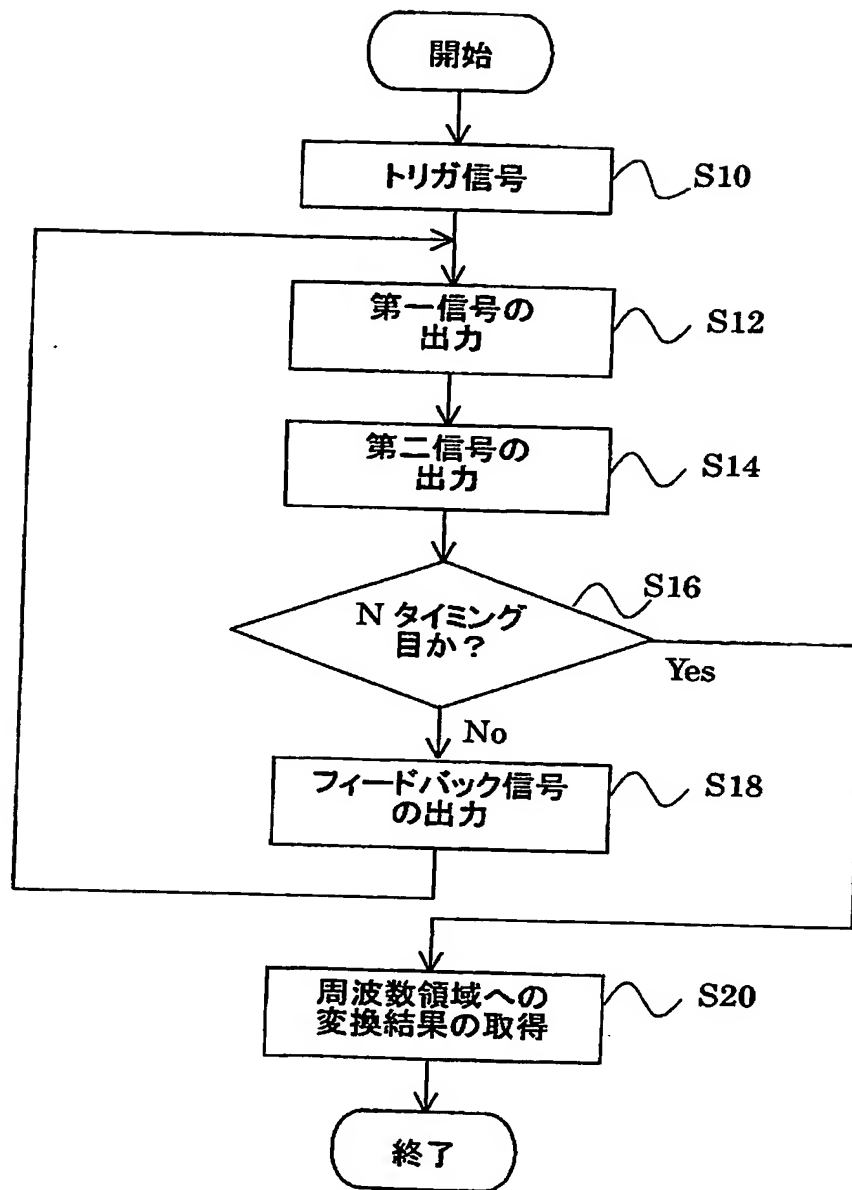 開始
トリガ信号
S10
第一信号の
出力
S12
第二信号の
出力
S14
N タイミング
目か？
S16
Yes
No
フィードバック信号
の出力
S18
周波数領域への
変換結果の取得
S20
終了